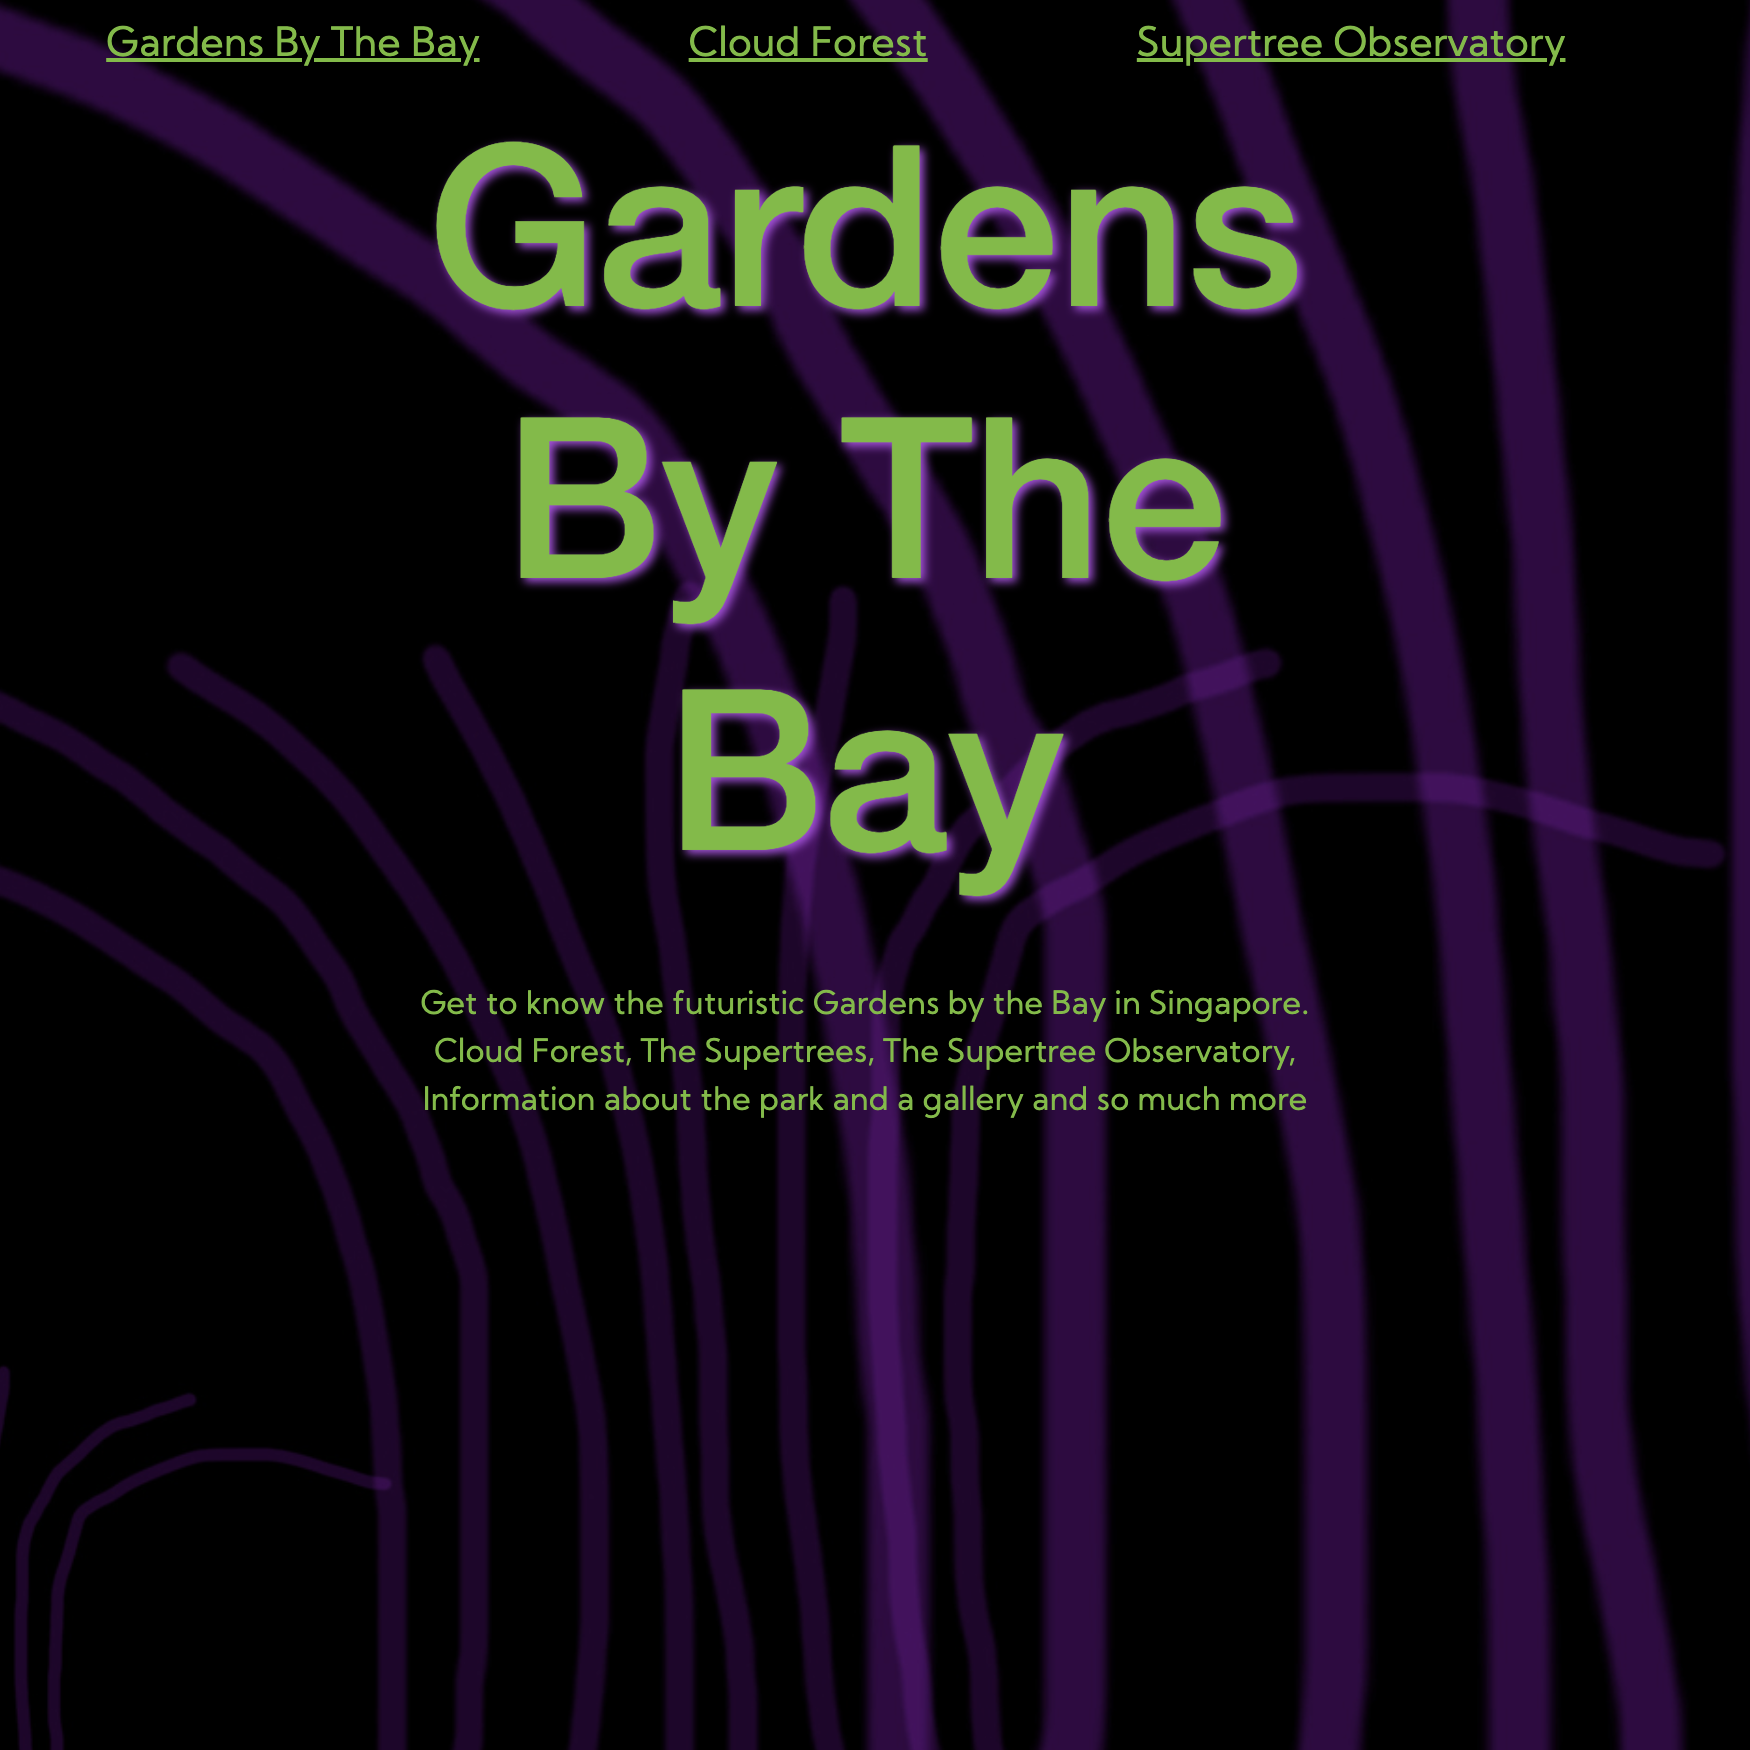 Gardens By The Bay
Cloud Forest
Supertree Observatory
Gardens
By The
Bay
Get to know the futuristic Gardens by the Bay in Singapore.
Cloud Forest, The Supertrees, The Supertree Observatory,
Information about the park and a gallery and so much more